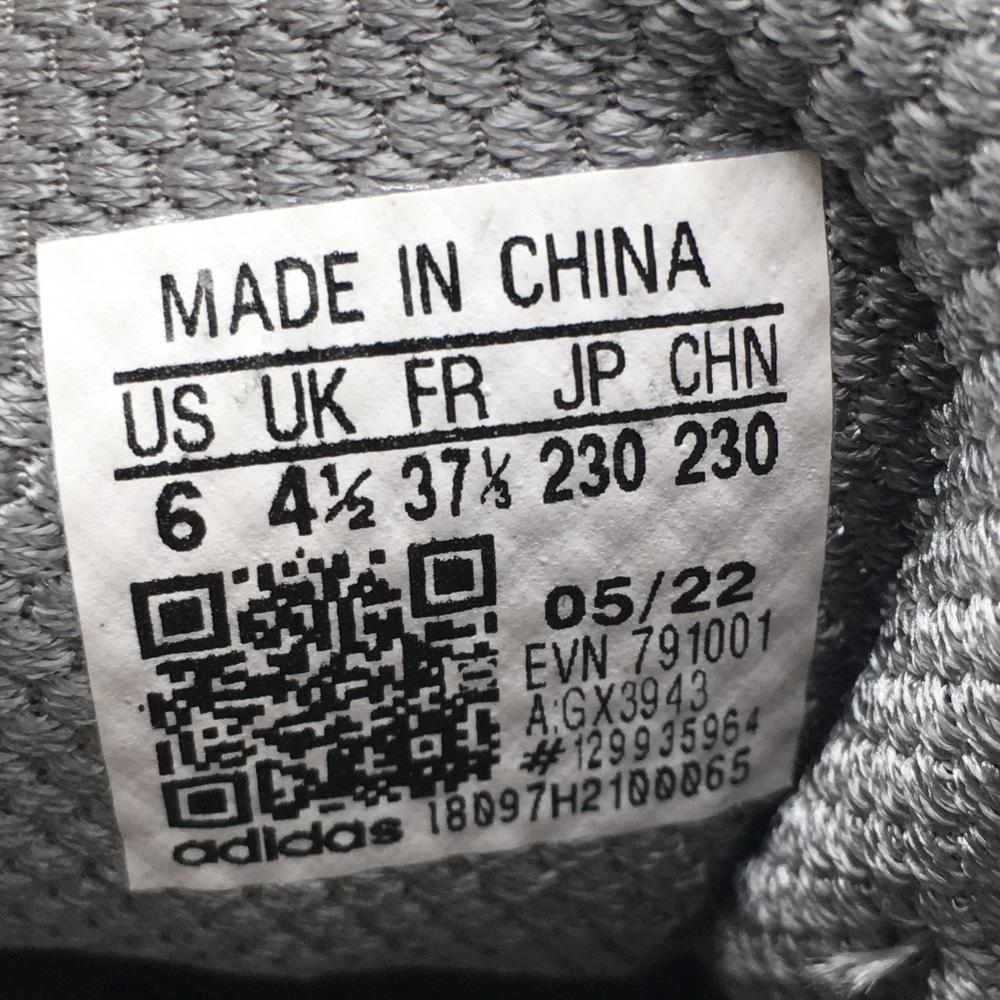 MADE IN CHINA
US UK FR JP CHN
6 4½ 37⅓ 230 230
05/22
EVN 791001
A:GX3943
#129935964
adidas 18097H2100065